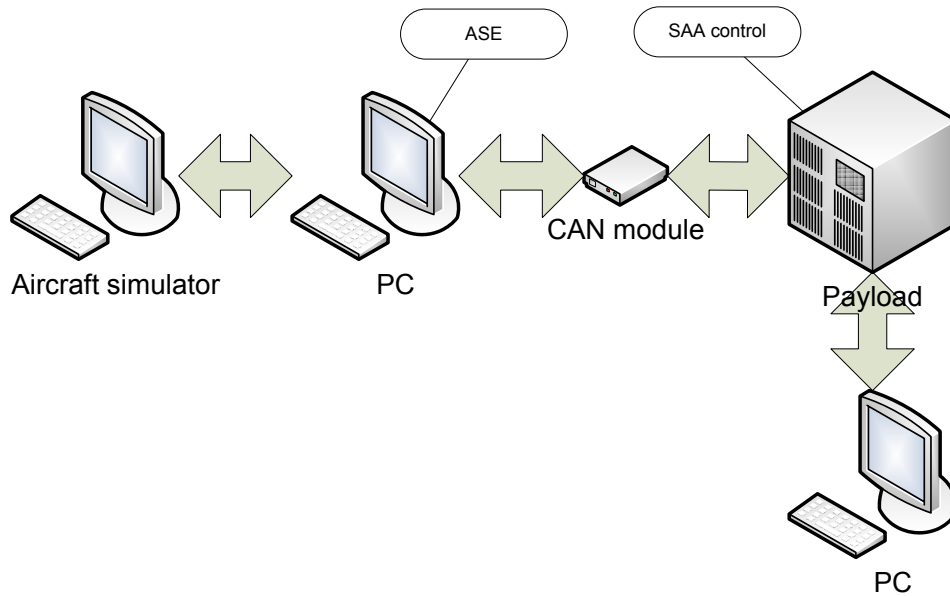 ASE
SAA control
CAN module
Aircraft simulator
PC
Payload
PC